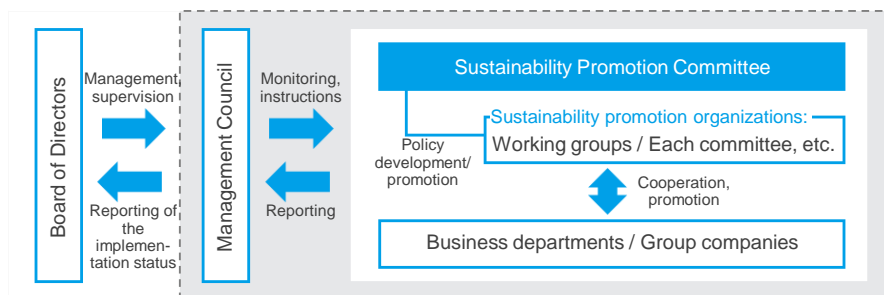 Board of Directors
Management,
supervision
Reporting of
the
implemen-
tation status
Management Council
Monitoring,
instructions
Reporting
Sustainability Promotion Committee
Policy
development/
promotion
Sustainability promotion organizations:
Working groups / Each committee, etc.
Cooperation,
promotion
Business departments / Group companies